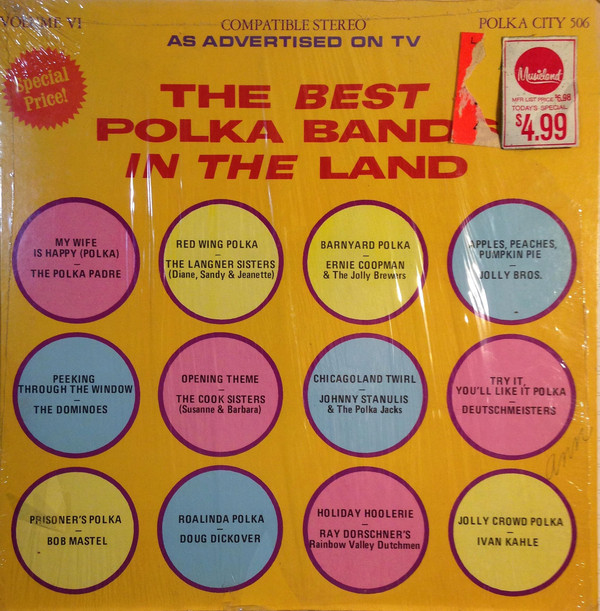 VOLUME VI
COMPATIBLE STEREO
POLKA CITY 506
AS ADVERTISED ON TV
Special
Price!
Musicland
MFR LIST PRICE $6.98
TODAYS SPECIAL
$4.99
THE BEST
POLKA BANDS
IN THE LAND
MY WIFE
IS HAPPY (POLKA)
—
THE POLKA PADRE
RED WING POLKA
—
THE LANGNER SISTERS
(Diane, Sandy & Jeanette)
BARNYARD POLKA
—
ERNIE COOPMAN
& The Jolly Brewers
APPLES, PEACHES,
PUMPKIN PIE
—
JOLLY BROS.
PEEKING
THROUGH THE WINDOW
—
THE DOMINOES
OPENING THEME
—
THE COOK SISTERS
(Susanne & Barbara)
CHICAGOLAND TWIRL
—
JOHNNY STANULIS
& The Polka Jacks
TRY IT,
YOU'LL LIKE IT POLKA
—
DEUTSCHMEISTERS
PRISONER'S POLKA
—
BOB MASTEL
ROALINDA POLKA
—
DOUG DICKOVER
HOLIDAY HOOLERIE
—
RAY DORSCHNER'S
Rainbow Valley Dutchmen
JOLLY CROWD POLKA
—
IVAN KAHLE